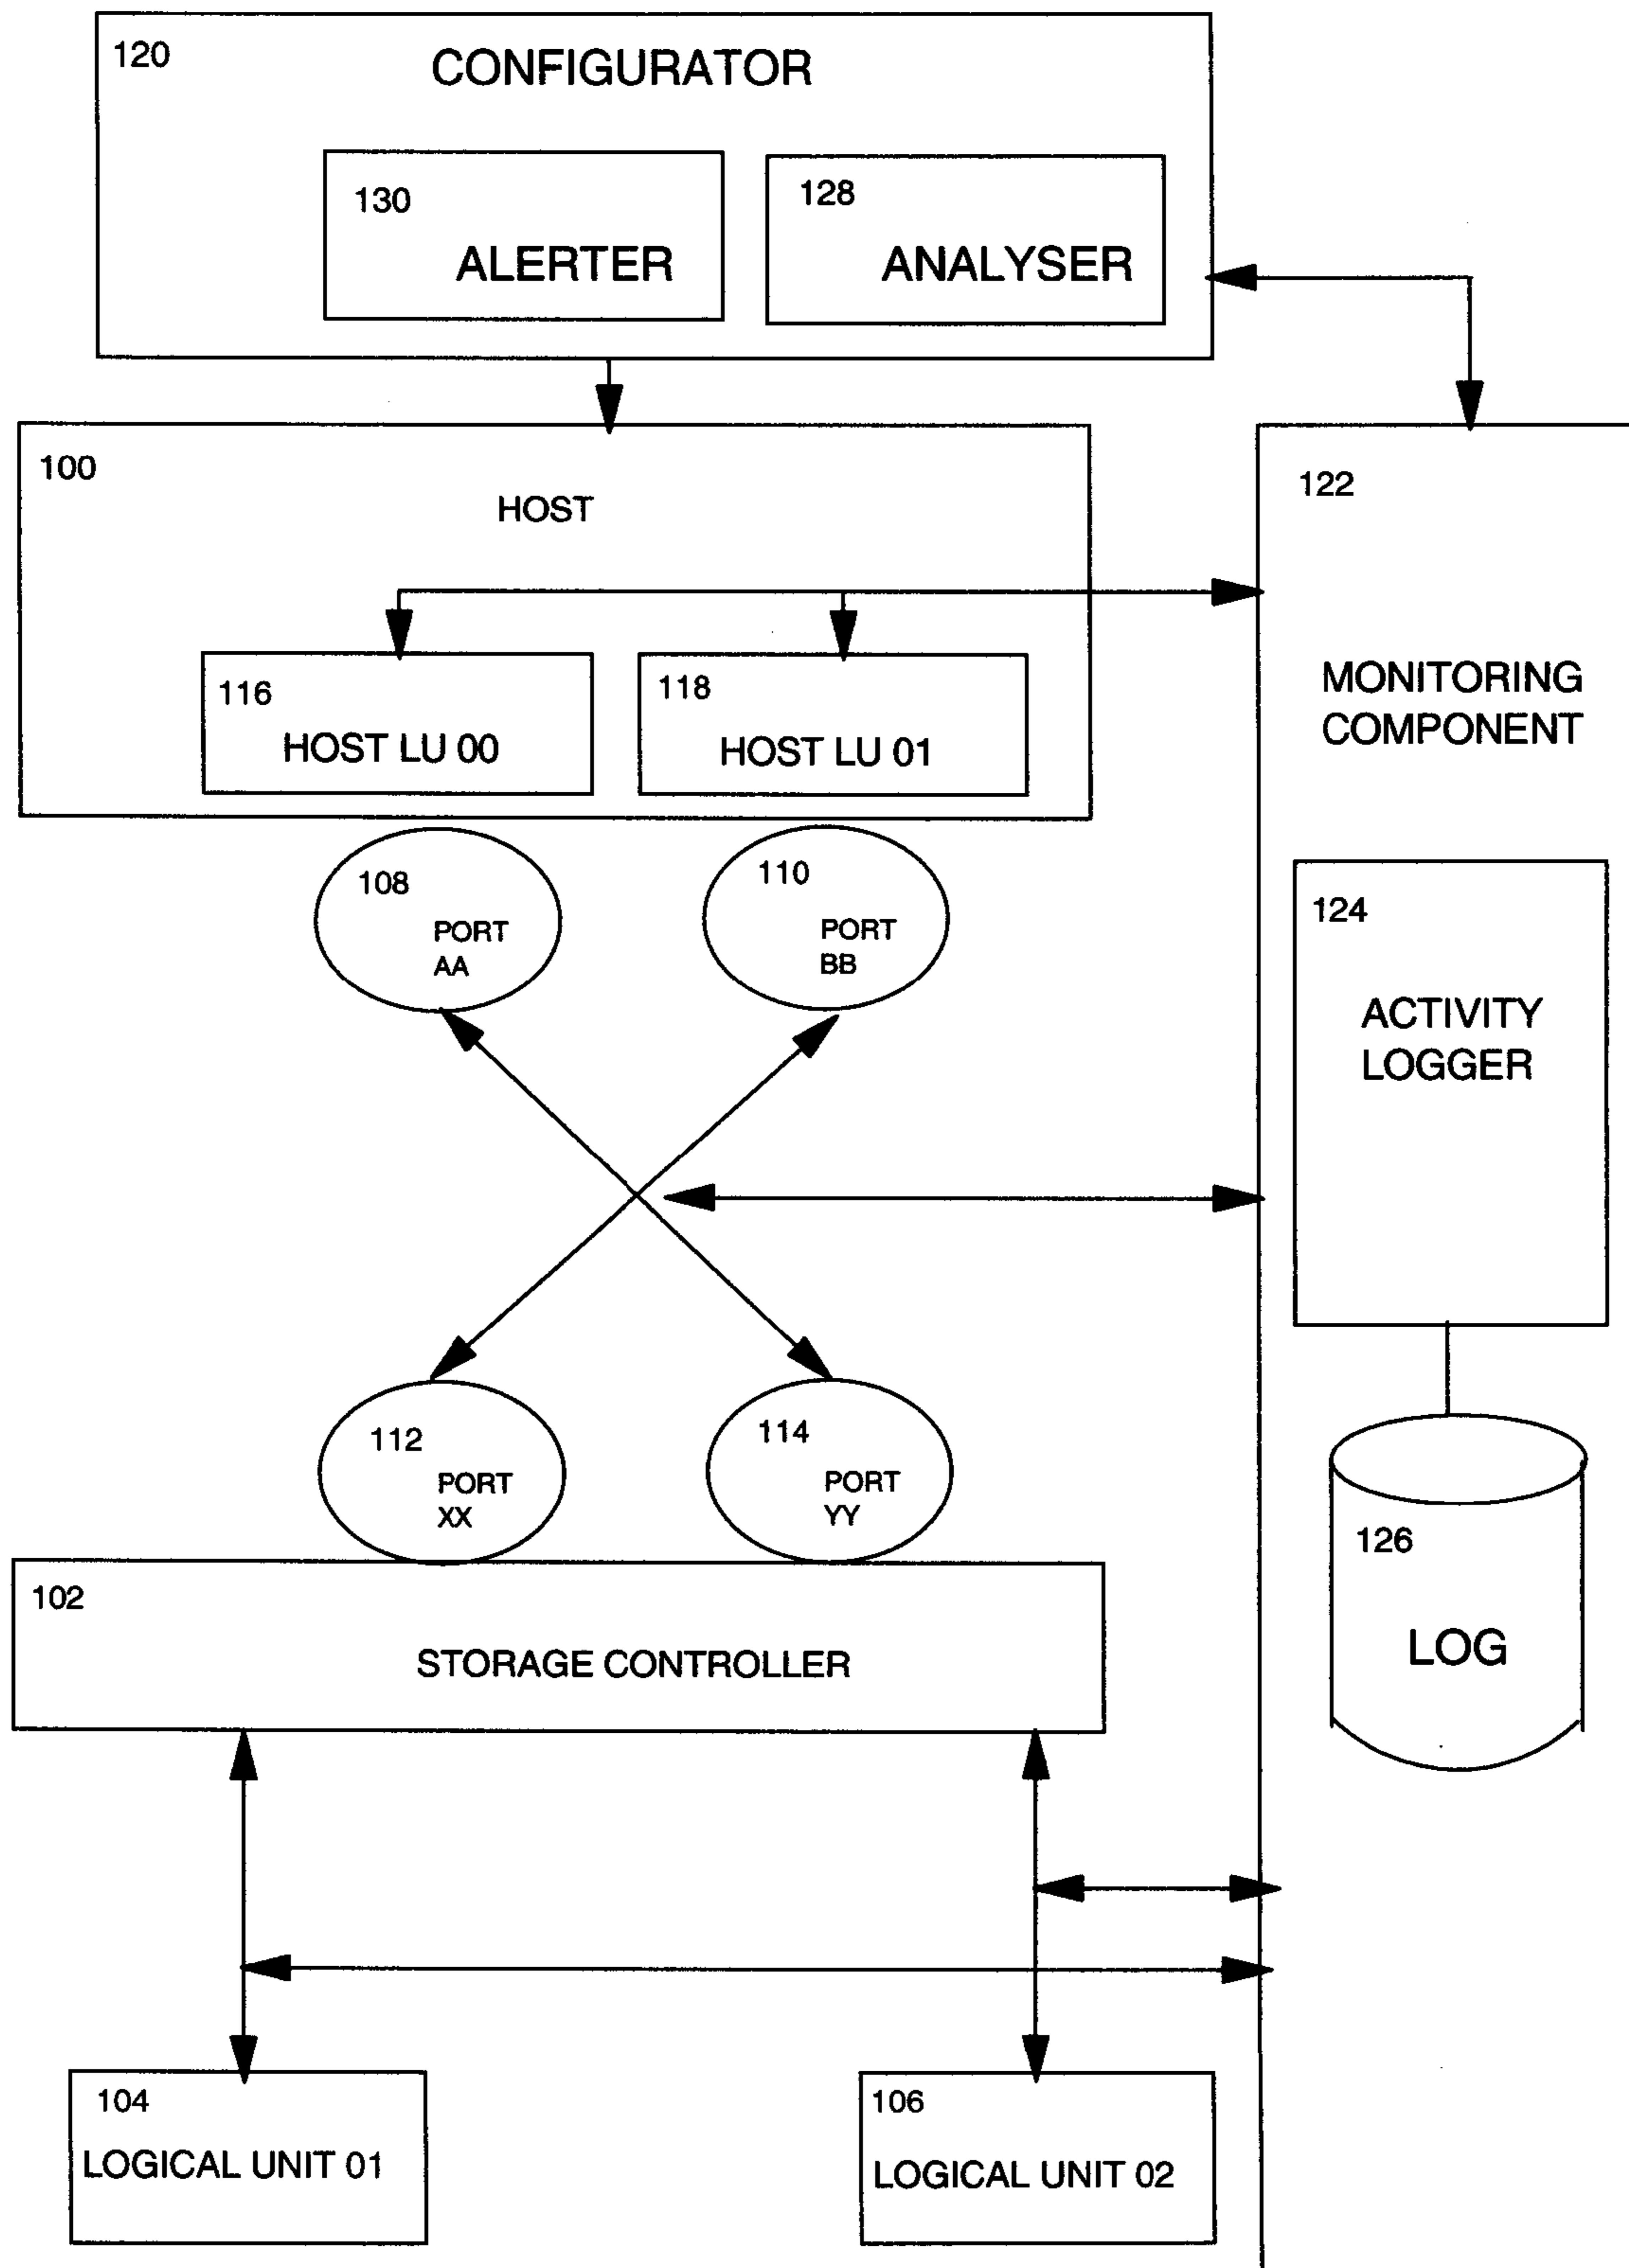 120
CONFIGURATOR
130
ALERTER
128
ANALYSER
100
HOST
116
HOST LU 00
118
HOST LU 01
122
MONITORING
COMPONENT
108
PORT
AA
110
PORT
BB
124
ACTIVITY
LOGGER
112
PORT
XX
114
PORT
YY
126
LOG
102
STORAGE CONTROLLER
104
LOGICAL UNIT 01
106
LOGICAL UNIT 02